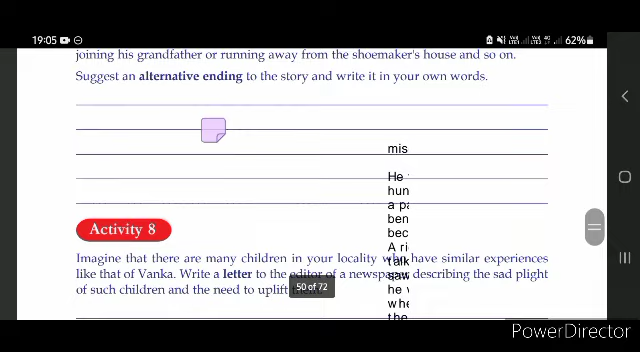 19:05
62%
joining his grandfather or running away from the shoemaker's house and so on.
Suggest an alternative ending to the story and write it in your own words.
mis
He
hun
a pa
ben
bec
A ri
talk
saw
he
whe
the
Activity 8
Imagine that there are many children in your locality who have similar experiences
like that of Vanka. Write a letter to the editor of a newspaper describing the sad plight
of such children and the need to uplift
50 of 72
PowerDirector